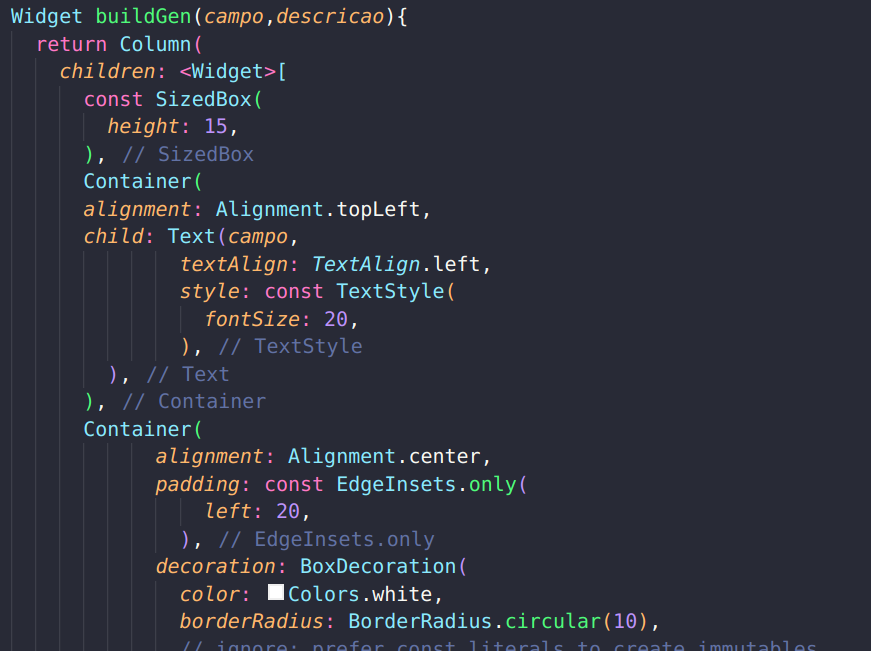 Widget buildGen(campo,descricao){
return Column(
children: <Widget>[
const SizedBox(
height: 15,
), // SizedBox
Container(
alignment: Alignment.topLeft,
child: Text(campo,
textAlign: TextAlign.left,
style: const TextStyle(
fontSize: 20,
), // TextStyle
), // Text
), // Container
Container(
alignment: Alignment.center,
padding: const EdgeInsets.only(
left: 20,
), // EdgeInsets.only
decoration: BoxDecoration(
color: Colors.white,
borderRadius: BorderRadius.circular(10),
// ignore: prefer_const_literals_to_create_immutables